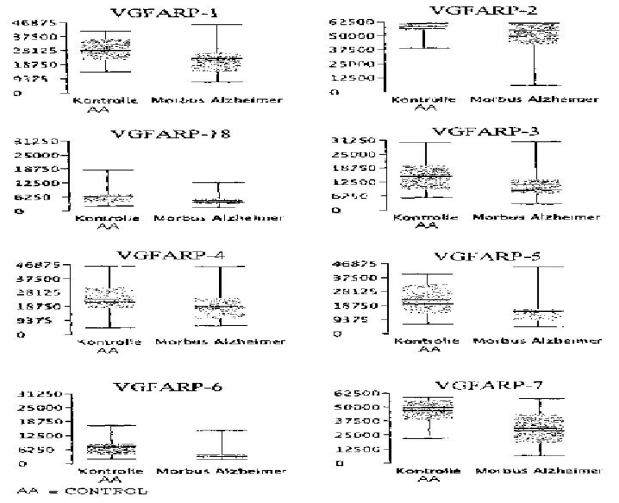 VGFARP-1
46875
37500
28125
18750
9375
0
Kontrolle Morbus Alzheimer
AA
VGFARP-2
62500
50000
37500
25000
12500
0
Kontrolle Morbus Alzheimer
AA
VGFARP-18
31250
25000
18750
12500
6250
0
Kontrolle Morbus Alzheimer
AA
VGFARP-3
31250
25000
18750
12500
6250
0
Kontrolle Morbus Alzheimer
AA
VGFARP-4
46875
37500
28125
18750
9375
0
Kontrolle Morbus Alzheimer
AA
VGFARP-5
46875
37500
28125
18750
9375
0
Kontrolle Morbus Alzheimer
AA
VGFARP-6
31250
25000
18750
12500
6250
0
Kontrolle Morbus Alzheimer
AA
VGFARP-7
62500
50000
37500
25000
12500
0
Kontrolle Morbus Alzheimer
AA
AA = CONTROL